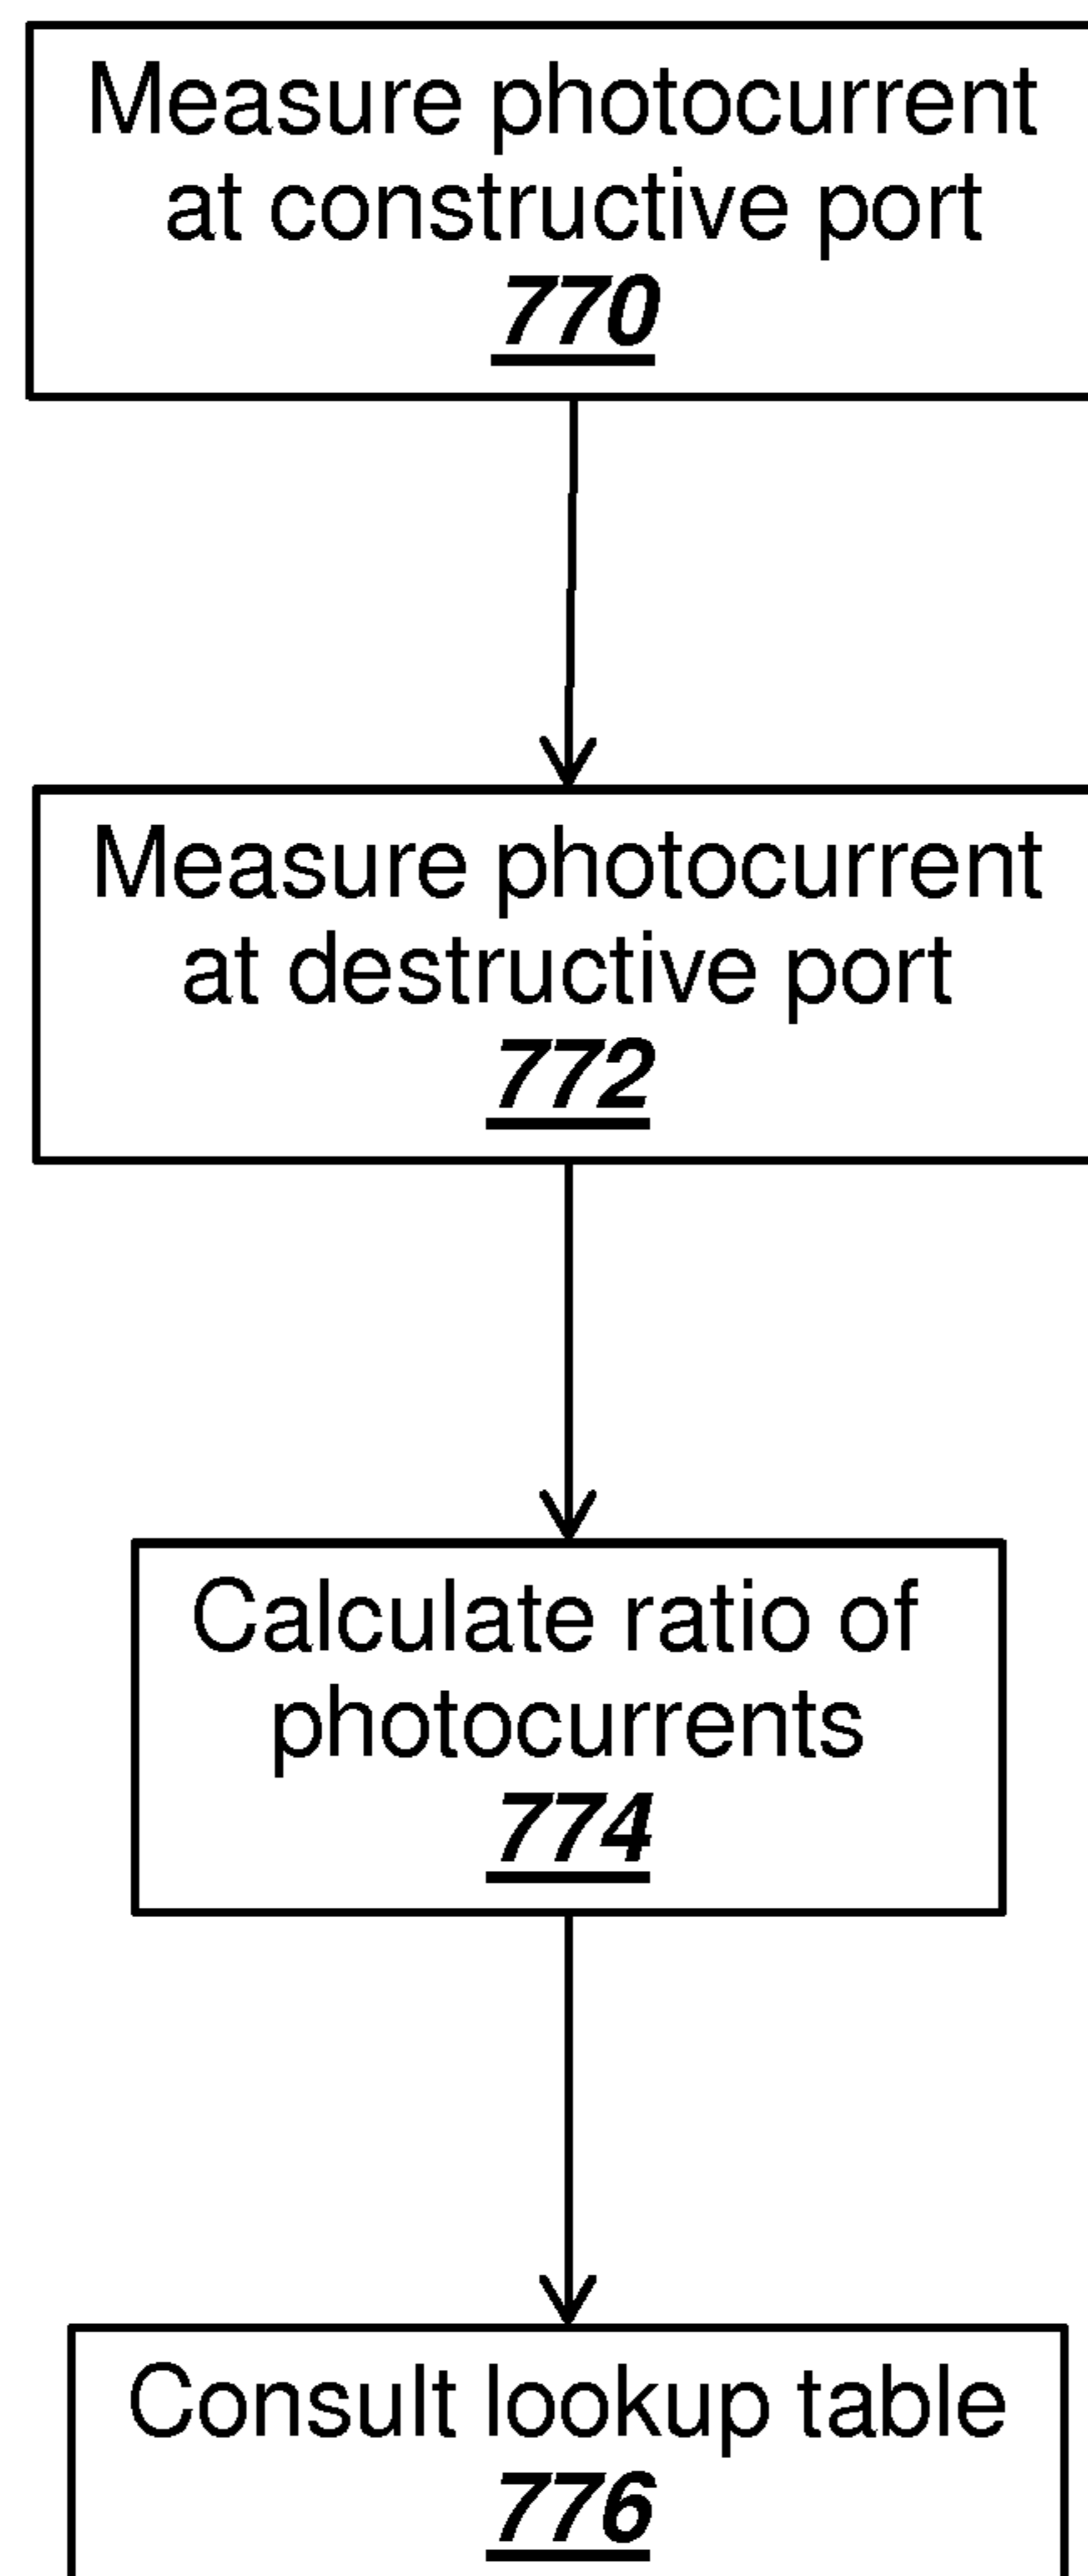 Measure photocurrent
at constructive port
770
Measure photocurrent
at destructive port
772
Calculate ratio of
photocurrents
774
Consult lookup table
776